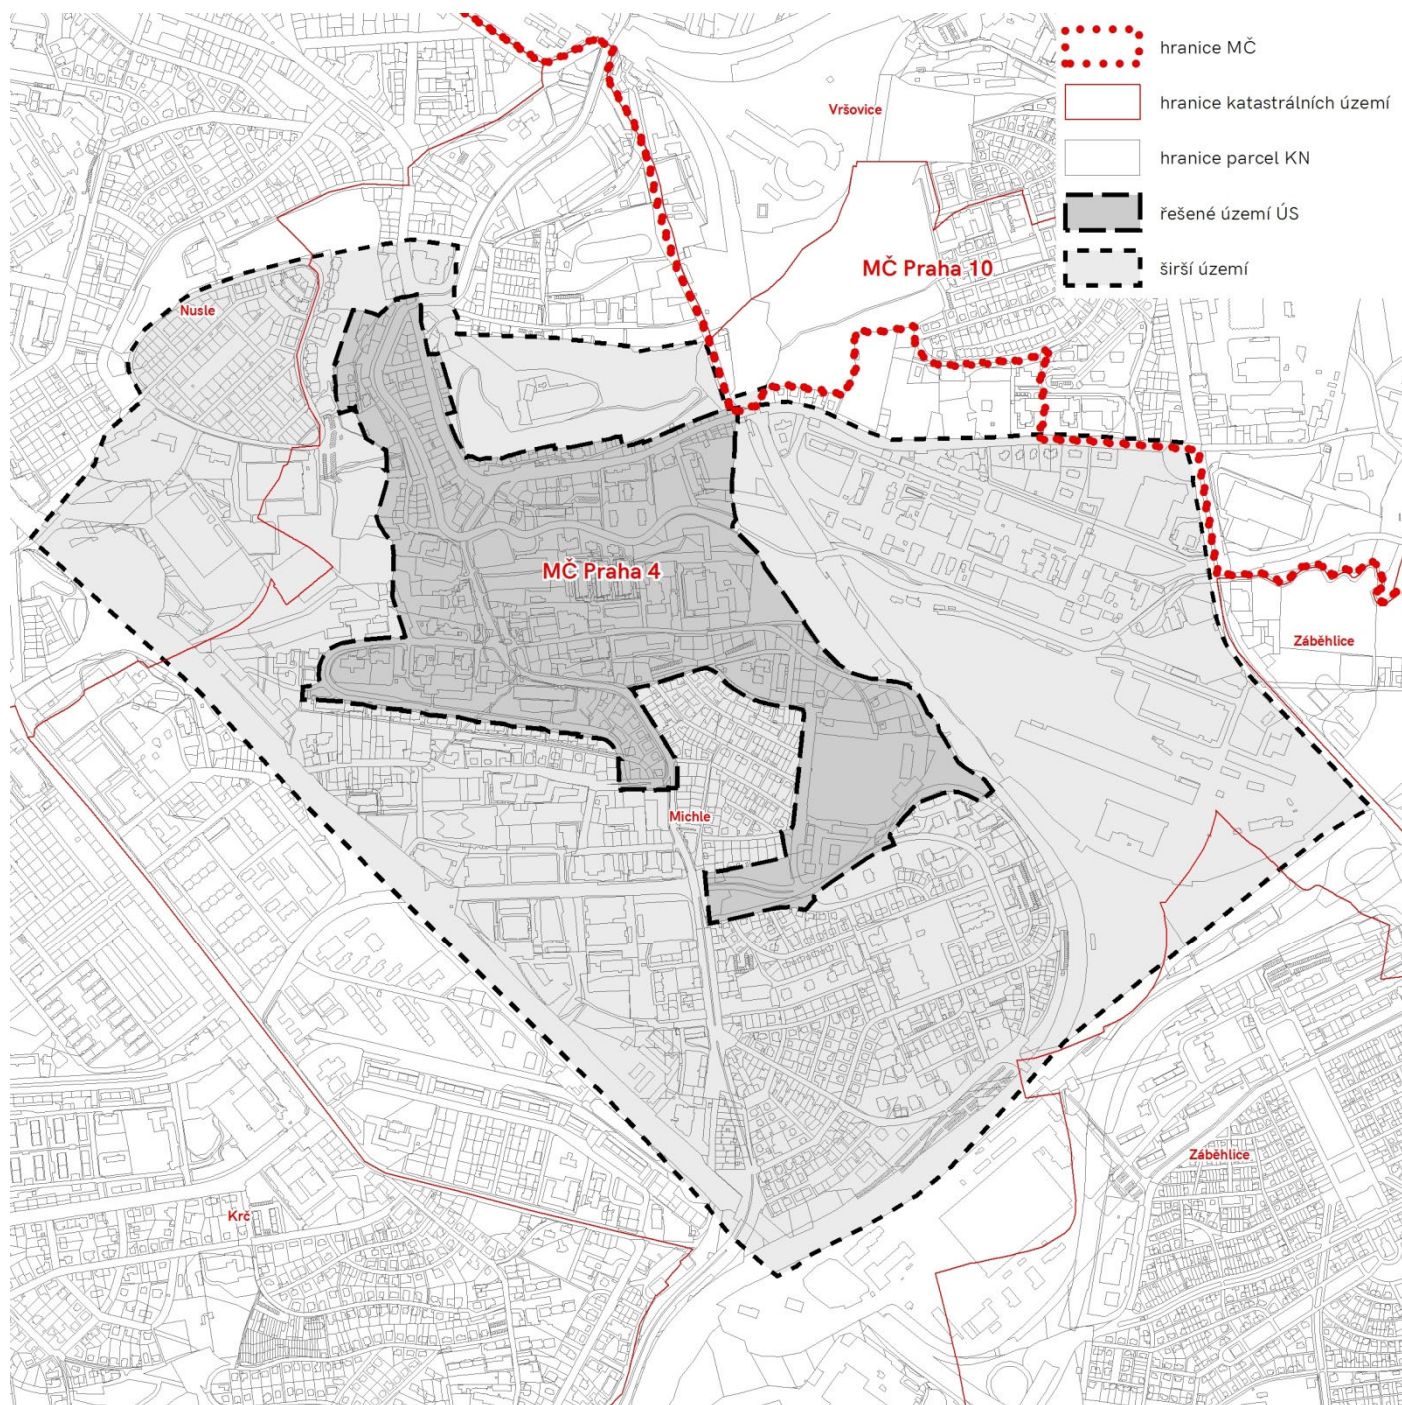 hranice MČ
hranice katastrálních území
hranice parcel KN
řešené území ÚS
širší území
Vršovice
MČ Praha 10
Nusle
MČ Praha 4
Záběhlice
Michle
Záběhlice
Krč